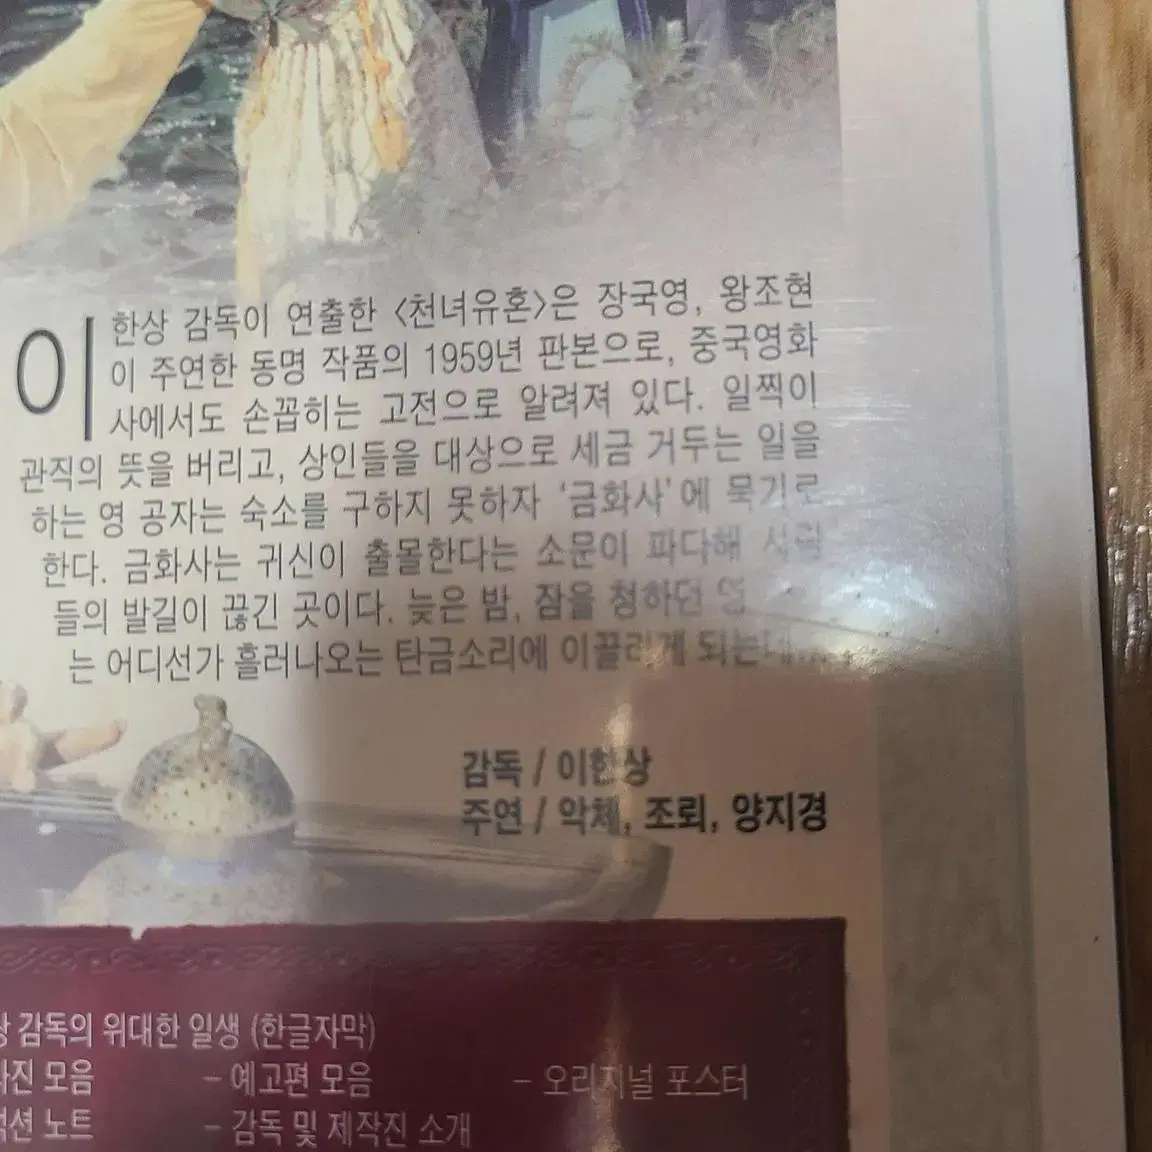 이한상 감독이 연출한 <천녀유혼>은 장국영, 왕조현
이 주연한 동명 작품의 1959년 판본으로, 중국영화
사에서도 손꼽히는 고전으로 알려져 있다. 일찍이
관직의 뜻을 버리고, 상인들을 대상으로 세금 거두는 일을
하는 영 공자는 숙소를 구하지 못하자 '금화사'에 묵기로
한다. 금화사는 귀신이 출몰한다는 소문이 파다해 사람
들의 발길이 끊긴 곳이다. 늦은 밤, 잠을 청하던 영
는 어디선가 흘러나오는 탄금소리에 이끌리게 되는데...
감독 / 이한상
주연 / 악체, 조뢰, 양지경
감독의 위대한 일생 (한글자막)
모음 - 예고편 모음 - 오리지널 포스터
노트 - 감독 및 제작진 소개